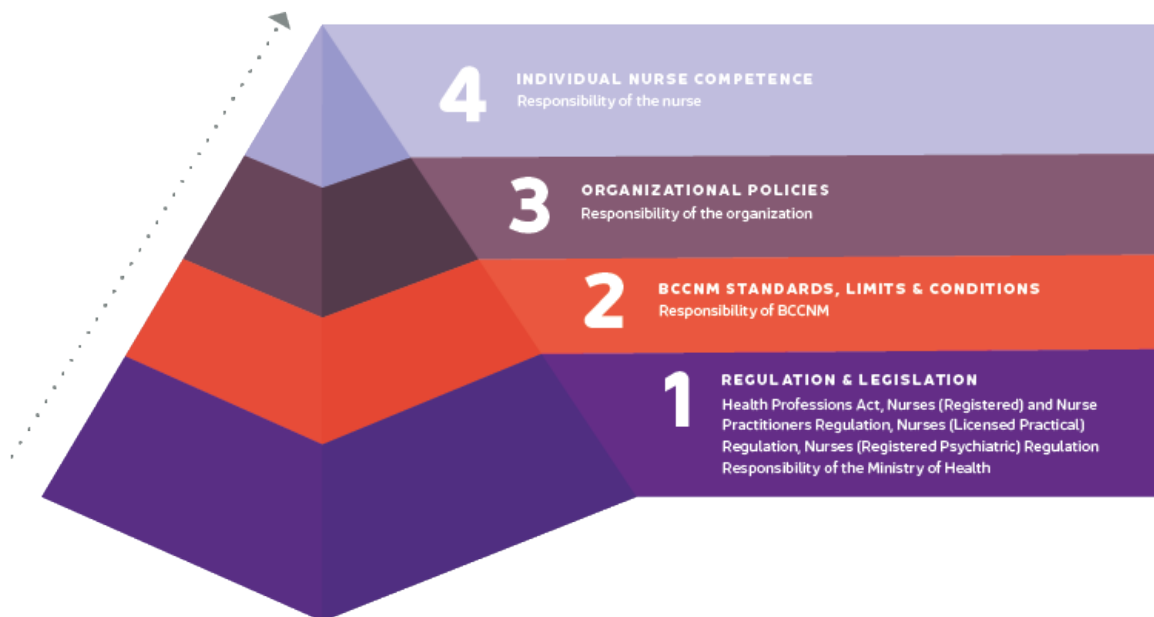 4
INDIVIDUAL NURSE COMPETENCE
Responsibility of the nurse
3
ORGANIZATIONAL POLICIES
Responsibility of the organization
2
BCCNM STANDARDS, LIMITS & CONDITIONS
Responsibility of BCCNM
1
REGULATION & LEGISLATION
Health Professions Act, Nurses (Registered) and Nurse
Practitioners Regulation, Nurses (Licensed Practical)
Regulation, Nurses (Registered Psychiatric) Regulation
Responsibility of the Ministry of Health